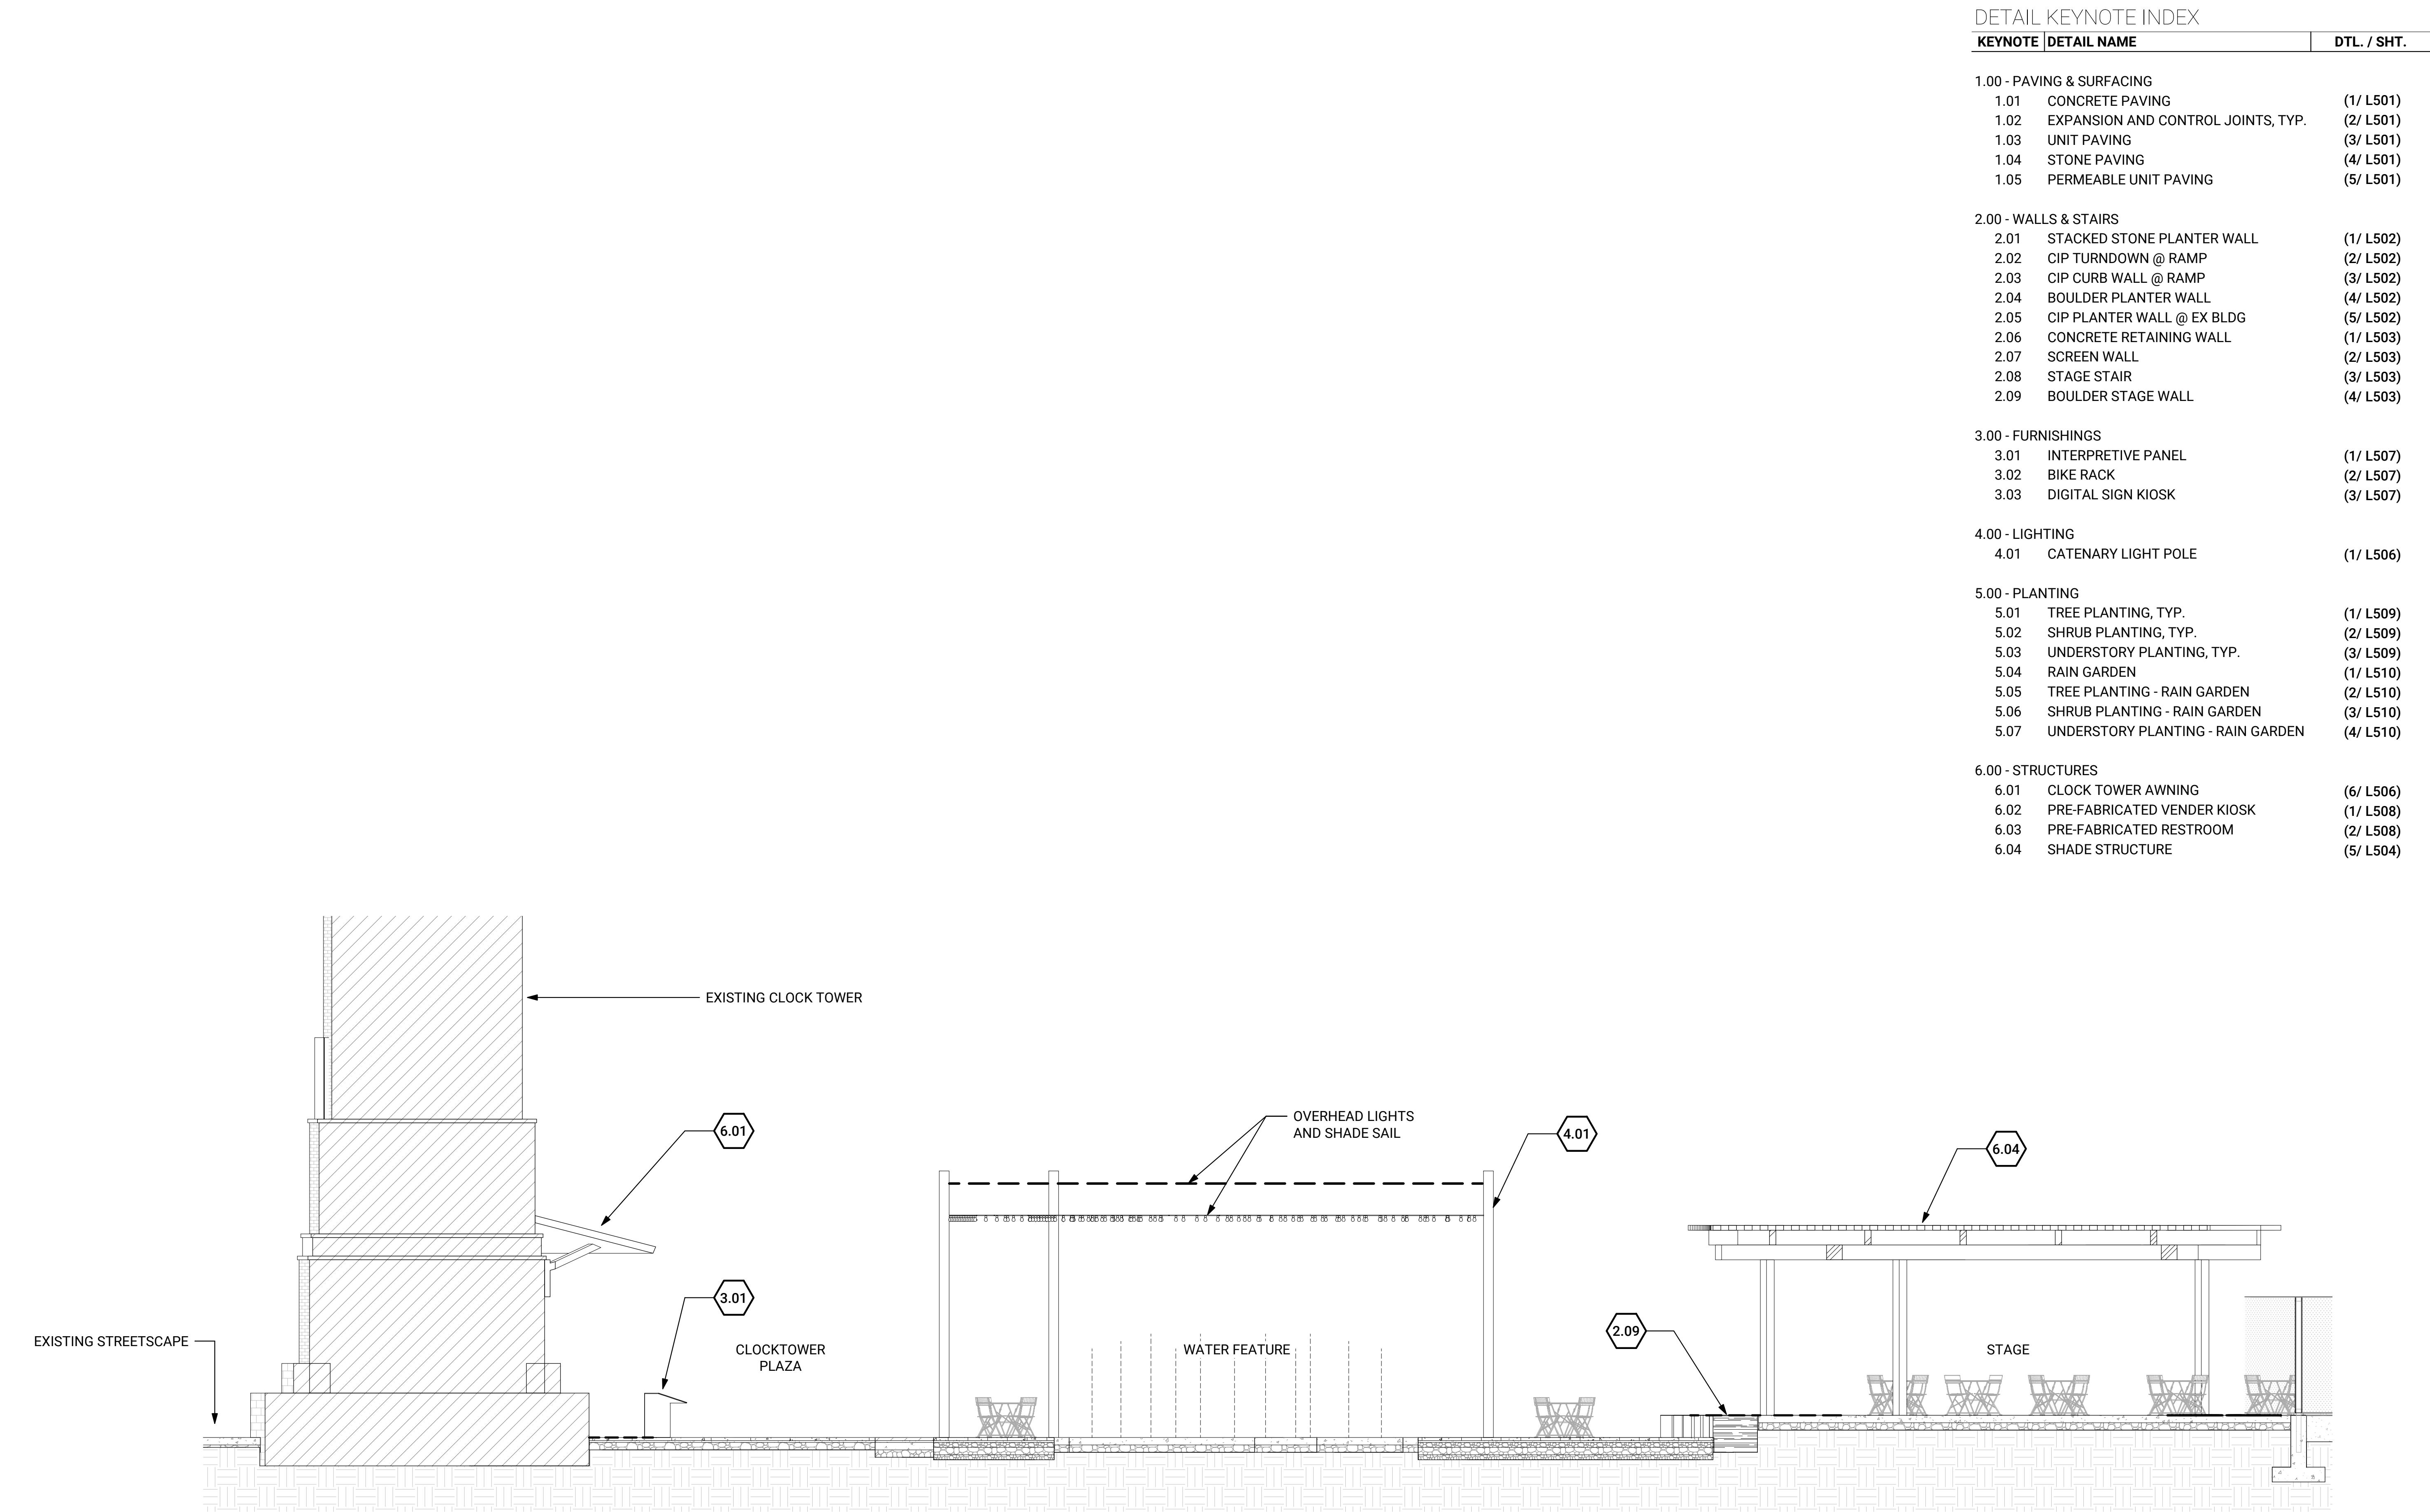 DETAIL KEYNOTE INDEX
KEYNOTE DETAIL NAME DTL. / SHT.
1.00 - PAVING & SURFACING
1.01 CONCRETE PAVING (1/ L501)
1.02 EXPANSION AND CONTROL JOINTS, TYP. (2/ L501)
1.03 UNIT PAVING (3/ L501)
1.04 STONE PAVING (4/ L501)
1.05 PERMEABLE UNIT PAVING (5/ L501)
2.00 - WALLS & STAIRS
2.01 STACKED STONE PLANTER WALL (1/ L502)
2.02 CIP TURNDOWN @ RAMP (2/ L502)
2.03 CIP CURB WALL @ RAMP (3/ L502)
2.04 BOULDER PLANTER WALL (4/ L502)
2.05 CIP PLANTER WALL @ EX BLDG (5/ L502)
2.06 CONCRETE RETAINING WALL (1/ L503)
2.07 SCREEN WALL (2/ L503)
2.08 STAGE STAIR (3/ L503)
2.09 BOULDER STAGE WALL (4/ L503)
3.00 - FURNISHINGS
3.01 INTERPRETIVE PANEL (1/ L507)
3.02 BIKE RACK (2/ L507)
3.03 DIGITAL SIGN KIOSK (3/ L507)
4.00 - LIGHTING
4.01 CATENARY LIGHT POLE (1/ L506)
5.00 - PLANTING
5.01 TREE PLANTING, TYP. (1/ L509)
5.02 SHRUB PLANTING, TYP. (2/ L509)
5.03 UNDERSTORY PLANTING, TYP. (3/ L509)
5.04 RAIN GARDEN (1/ L510)
5.05 TREE PLANTING - RAIN GARDEN (2/ L510)
5.06 SHRUB PLANTING - RAIN GARDEN (3/ L510)
5.07 UNDERSTORY PLANTING - RAIN GARDEN (4/ L510)
6.00 - STRUCTURES
6.01 CLOCK TOWER AWNING (6/ L506)
6.02 PRE-FABRICATED VENDER KIOSK (1/ L508)
6.03 PRE-FABRICATED RESTROOM (2/ L508)
6.04 SHADE STRUCTURE (5/ L504)
EXISTING CLOCK TOWER
6.01
OVERHEAD LIGHTS
AND SHADE SAIL
4.01
6.04
3.01
2.09
EXISTING STREETSCAPE
CLOCKTOWER
PLAZA
WATER FEATURE
STAGE